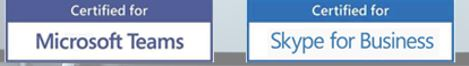 Certified for
Microsoft Teams
Certified for
Skype for Business